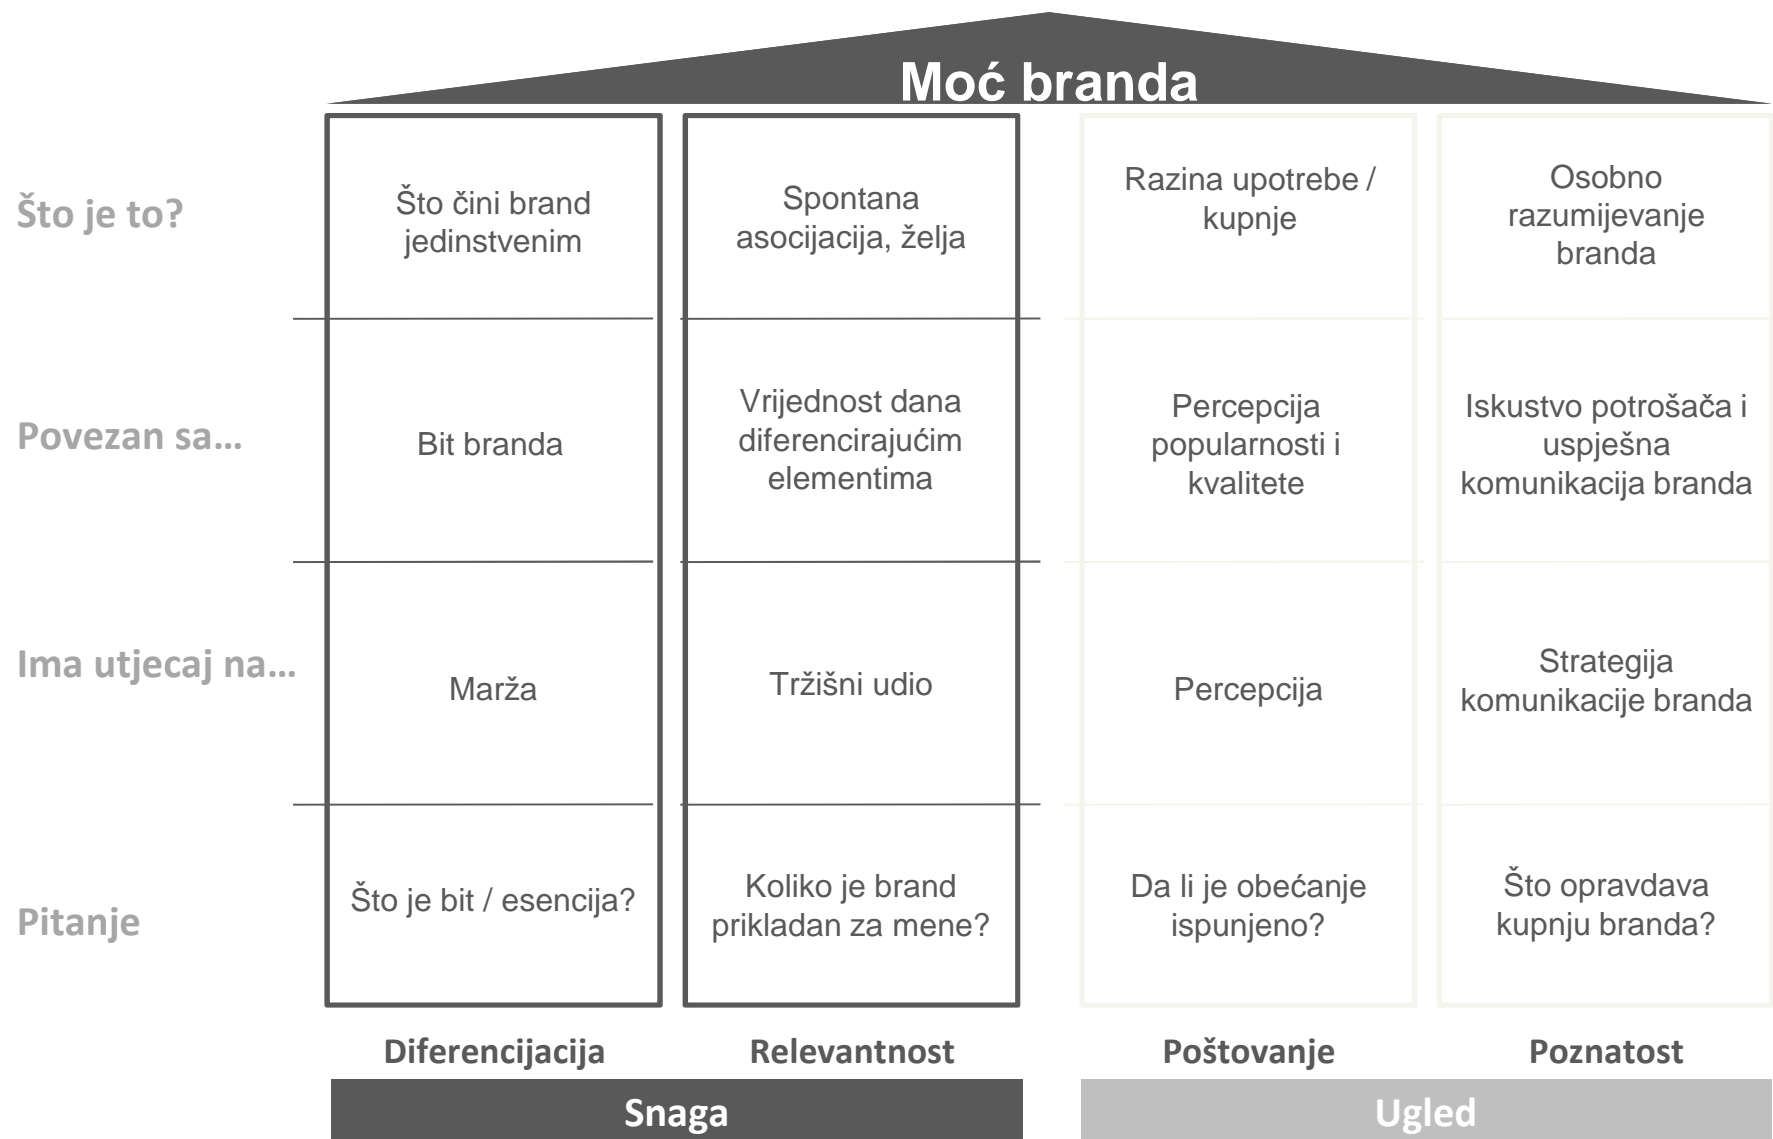 Moć branda
Što je to?
Što čini brand
jedinstvenim
Spontana
asocijacija, želja
Razina upotrebe /
kupnje
Osobno
razumijevanje
branda
Povezan sa...
Bit branda
Vrijednost dana
diferencirajućim
elementima
Percepcija
popularnosti i
kvalitete
Iskustvo potrošača i
uspješna
komunikacija branda
Ima utjecaj na...
Marža
Tržišni udio
Percepcija
Strategija
komunikacije branda
Pitanje
Što je bit / esencija?
Koliko je brand
prikladan za mene?
Da li je obećanje
ispunjeno?
Što opravdava
kupnju branda?
Diferencijacija
Relevantnost
Poštovanje
Poznatost
Snaga
Ugled